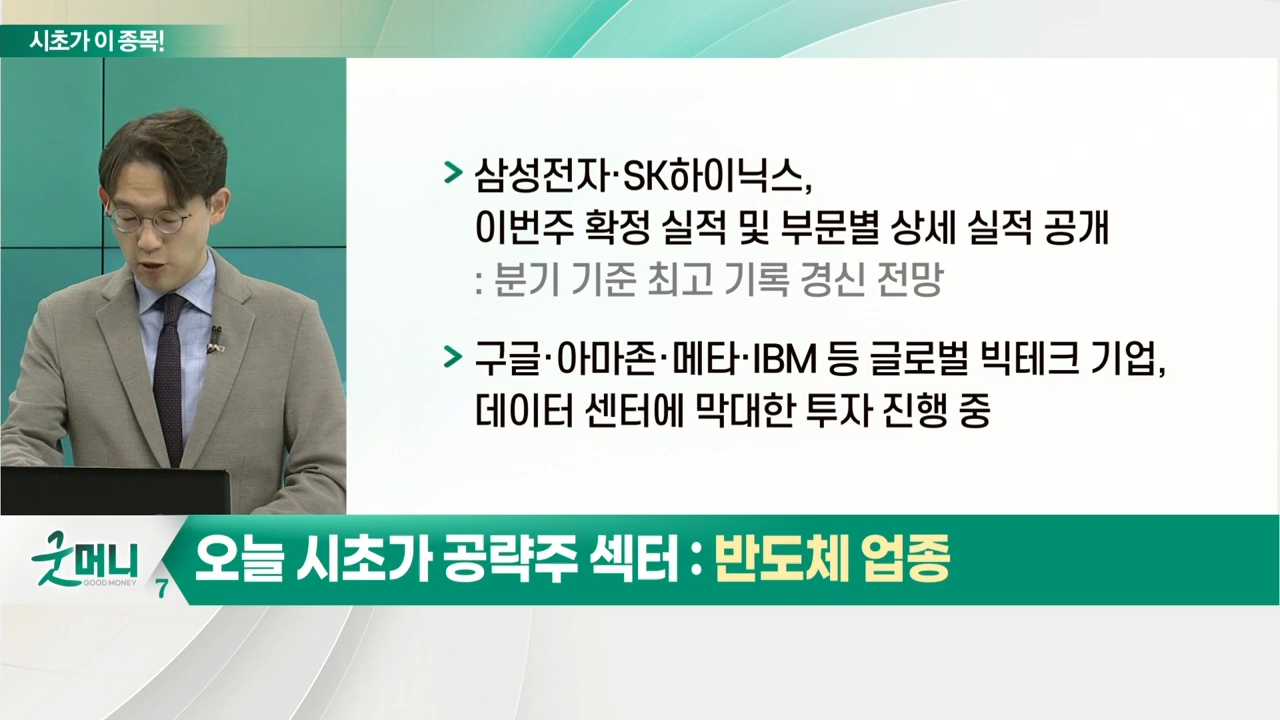 시초가 이 종목!
> 삼성전자·SK하이닉스,
이번주 확정 실적 및 부문별 상세 실적 공개
: 분기 기준 최고 기록 경신 전망
> 구글·아마존·메타·IBM 등 글로벌 빅테크 기업,
데이터 센터에 막대한 투자 진행 중
굿머니
GOOD MONEY
7
오늘 시초가 공략주 섹터 : 반도체 업종